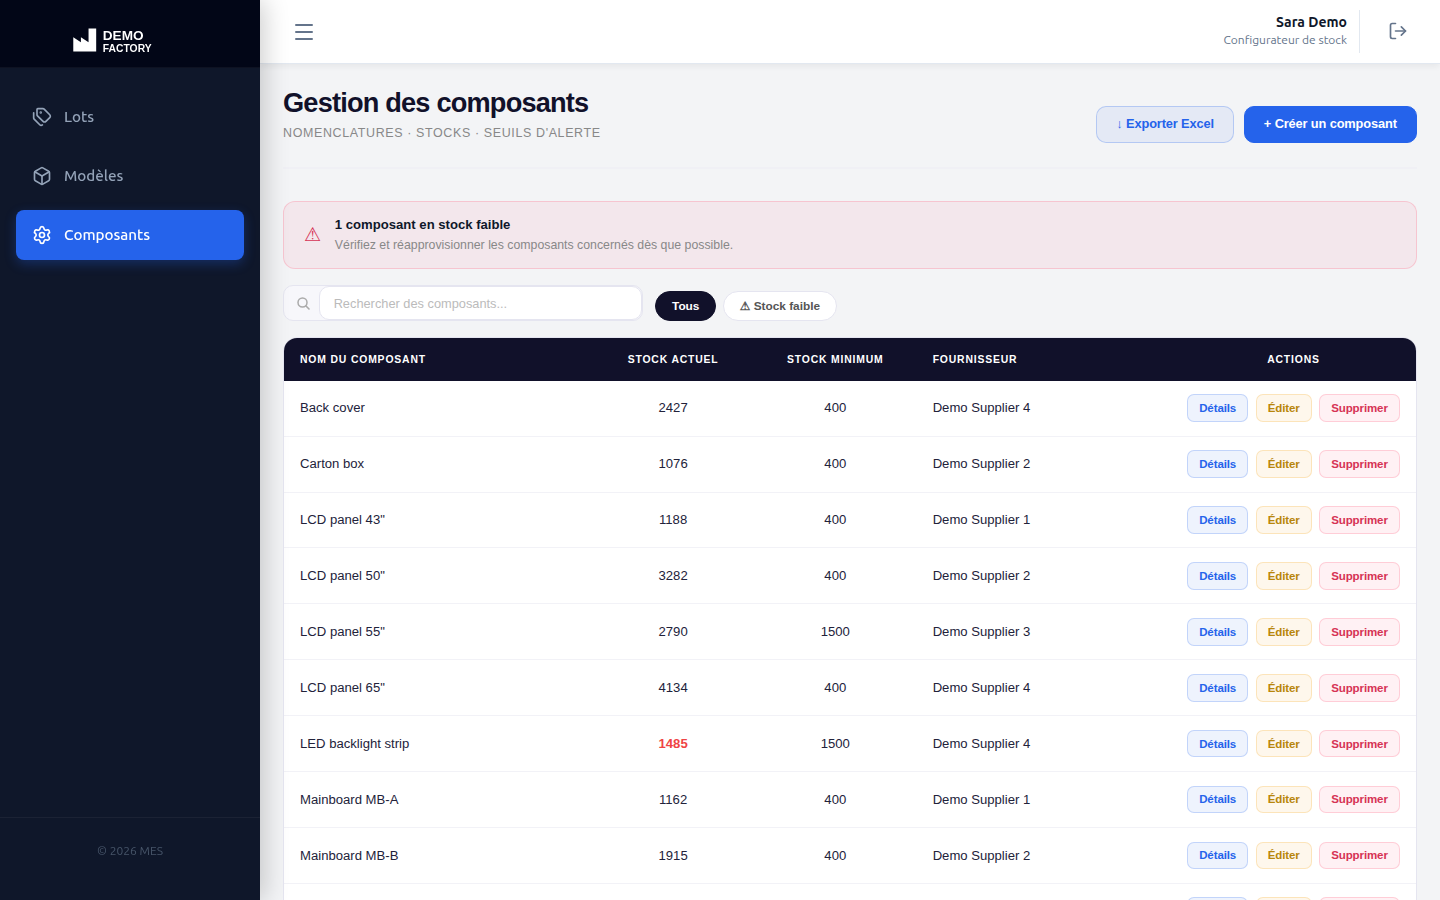 DEMO
FACTORY
Lots
Modèles
Composants
© 2026 MES
Sara Demo
Configurateur de stock
Gestion des composants
NOMENCLATURES · STOCKS · SEUILS D'ALERTE
↓ Exporter Excel
+ Créer un composant
⚠ 1 composant en stock faible
Vérifiez et réapprovisionner les composants concernés dès que possible.
Rechercher des composants...
Tous
⚠ Stock faible
NOM DU COMPOSANT STOCK ACTUEL STOCK MINIMUM FOURNISSEUR ACTIONS
Back cover 2427 400 Demo Supplier 4 Détails Éditer Supprimer
Carton box 1076 400 Demo Supplier 2 Détails Éditer Supprimer
LCD panel 43" 1188 400 Demo Supplier 1 Détails Éditer Supprimer
LCD panel 50" 3282 400 Demo Supplier 2 Détails Éditer Supprimer
LCD panel 55" 2790 1500 Demo Supplier 3 Détails Éditer Supprimer
LCD panel 65" 4134 400 Demo Supplier 4 Détails Éditer Supprimer
LED backlight strip 1485 1500 Demo Supplier 4 Détails Éditer Supprimer
Mainboard MB-A 1162 400 Demo Supplier 1 Détails Éditer Supprimer
Mainboard MB-B 1915 400 Demo Supplier 2 Détails Éditer Supprimer